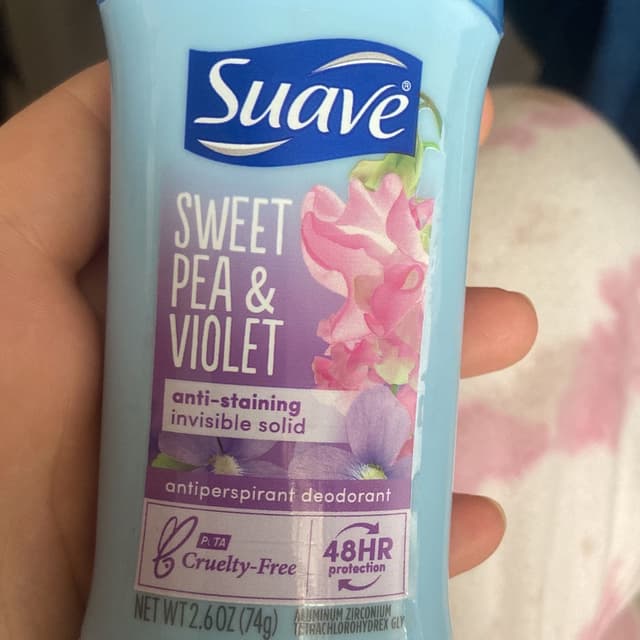 Suave®
SWEET
PEA &
VIOLET
anti-staining
invisible solid
antiperspirant deodorant
PETA
Cruelty-Free
48HR
protection
NET WT 2.6 OZ (74g)
ALUMINUM ZIRCONIUM
TETRACHLOROHYDREX GLY